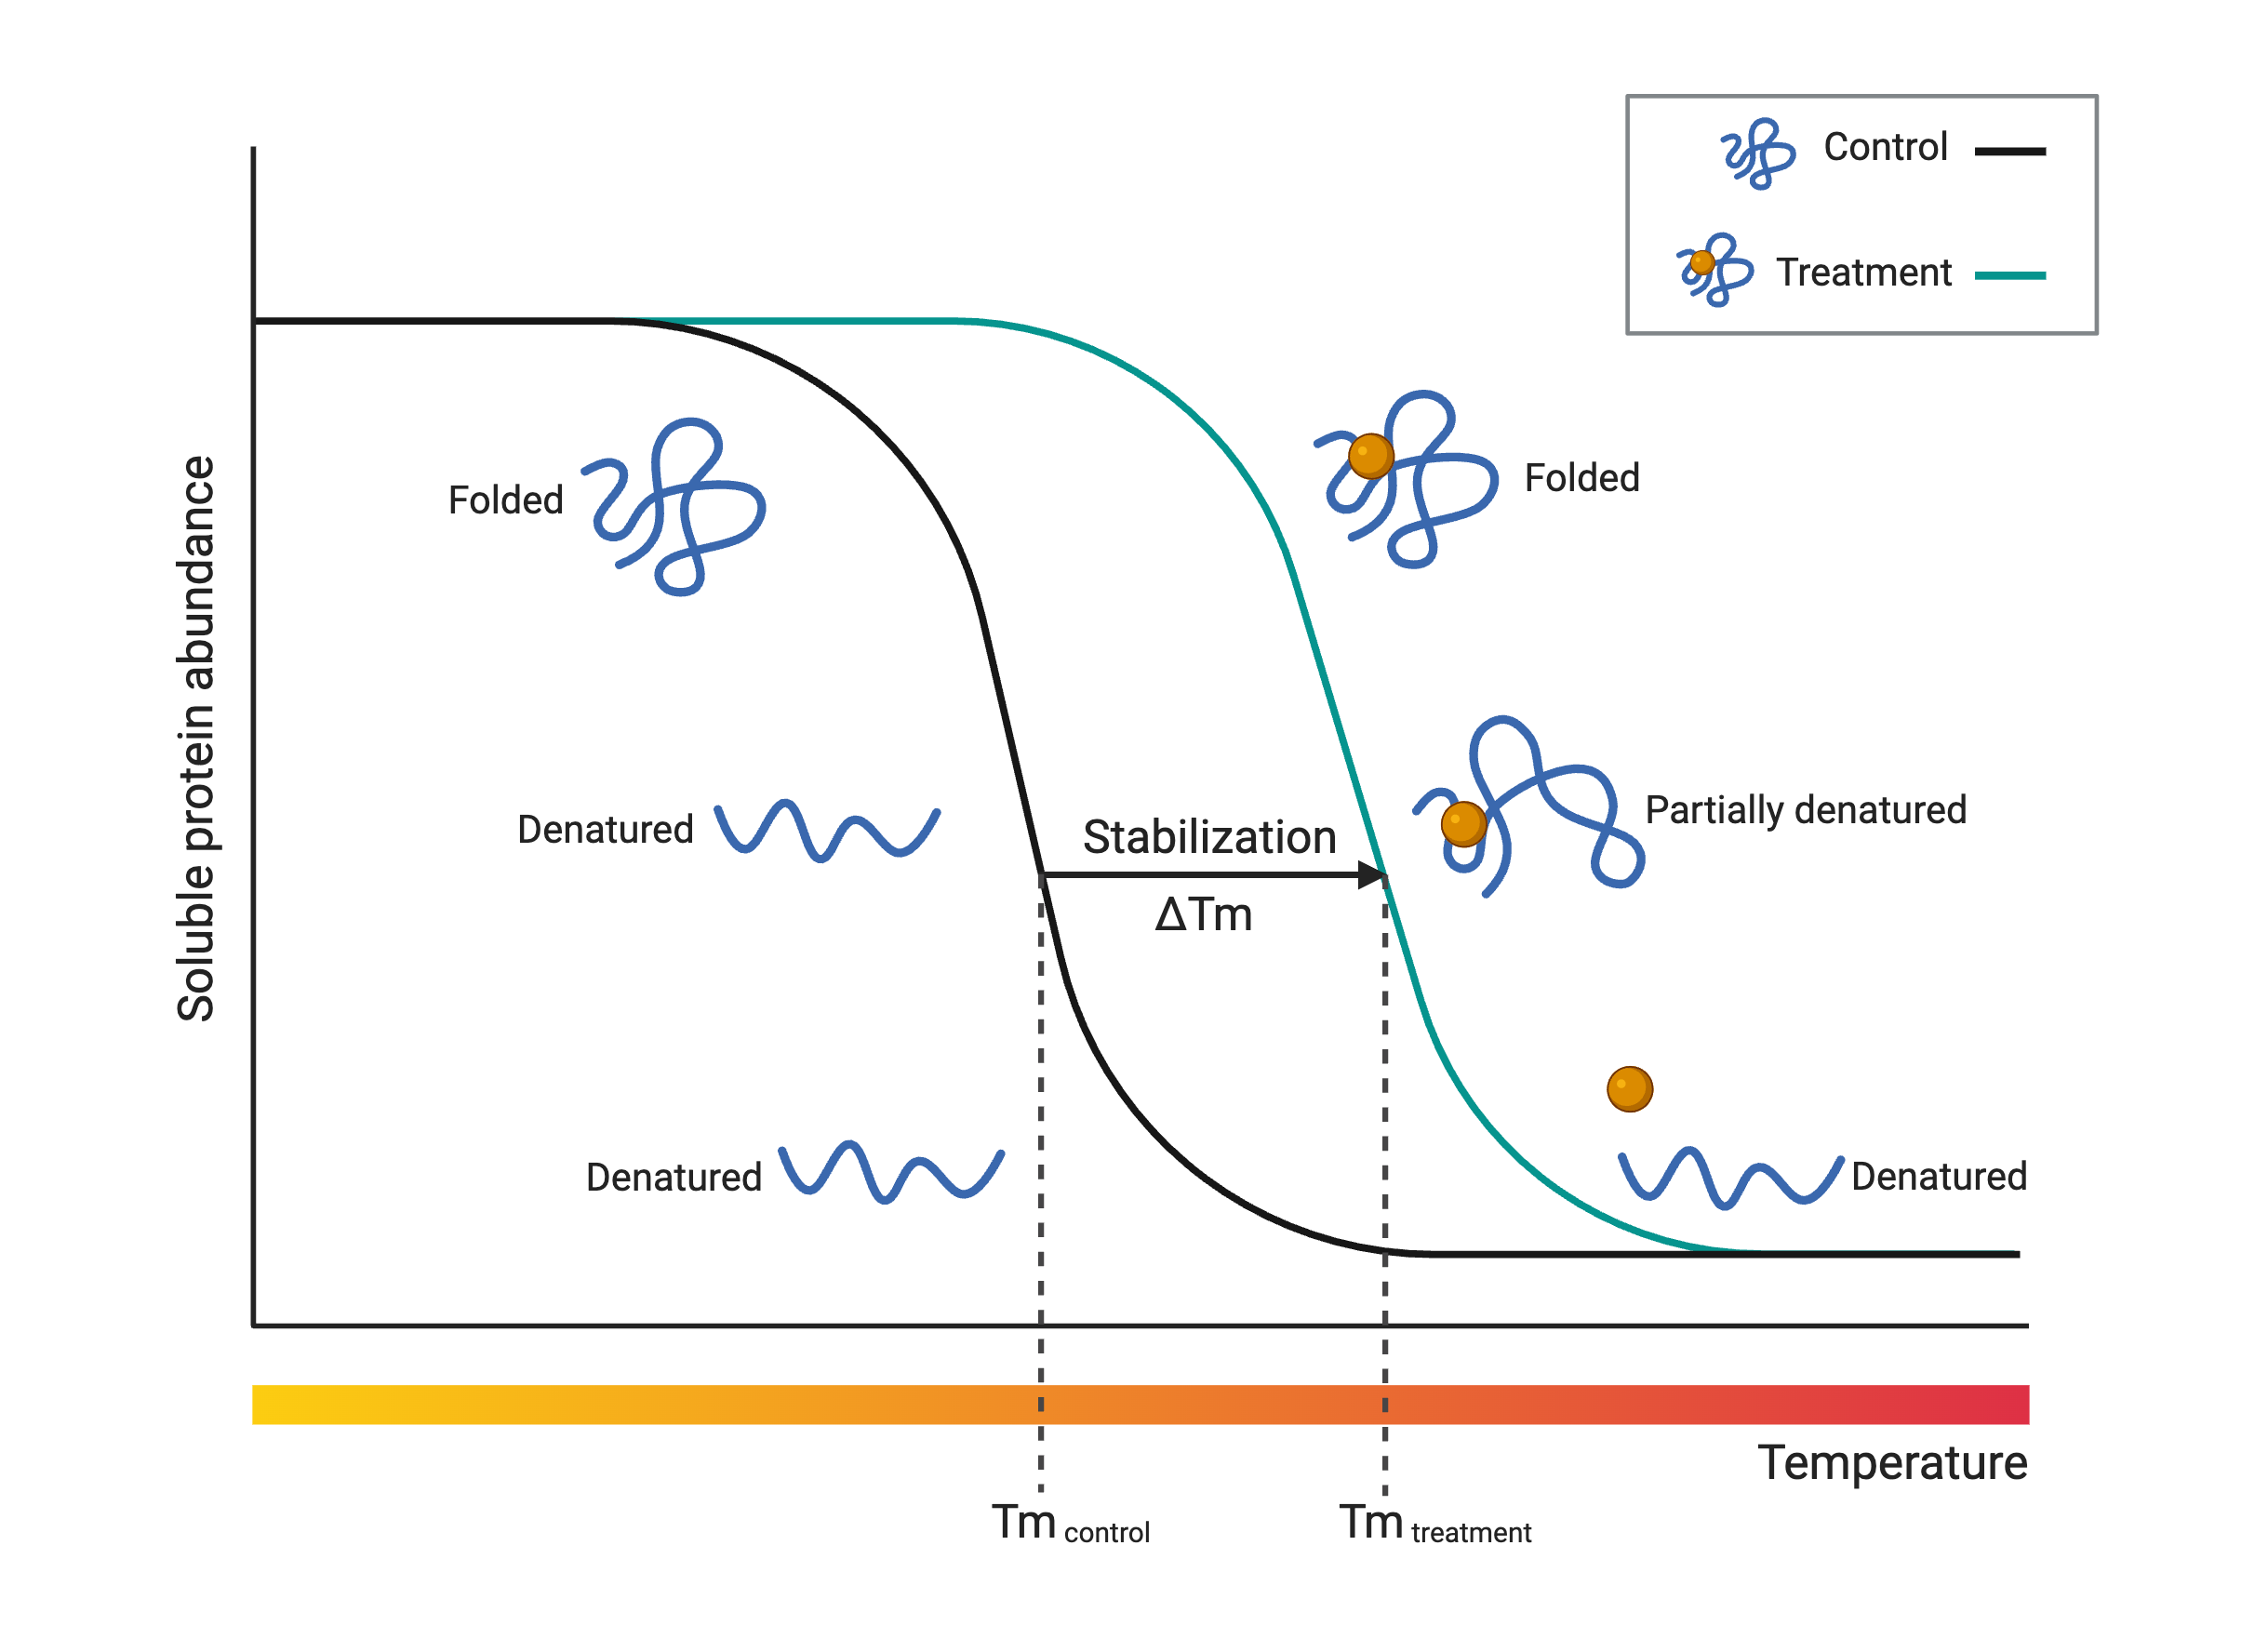 Control
Treatment
Soluble protein abundance
Folded
Folded
Denatured
Stabilization
ΔTm
Partially denatured
Denatured
Denatured
Temperature
Tm control
Tm treatment